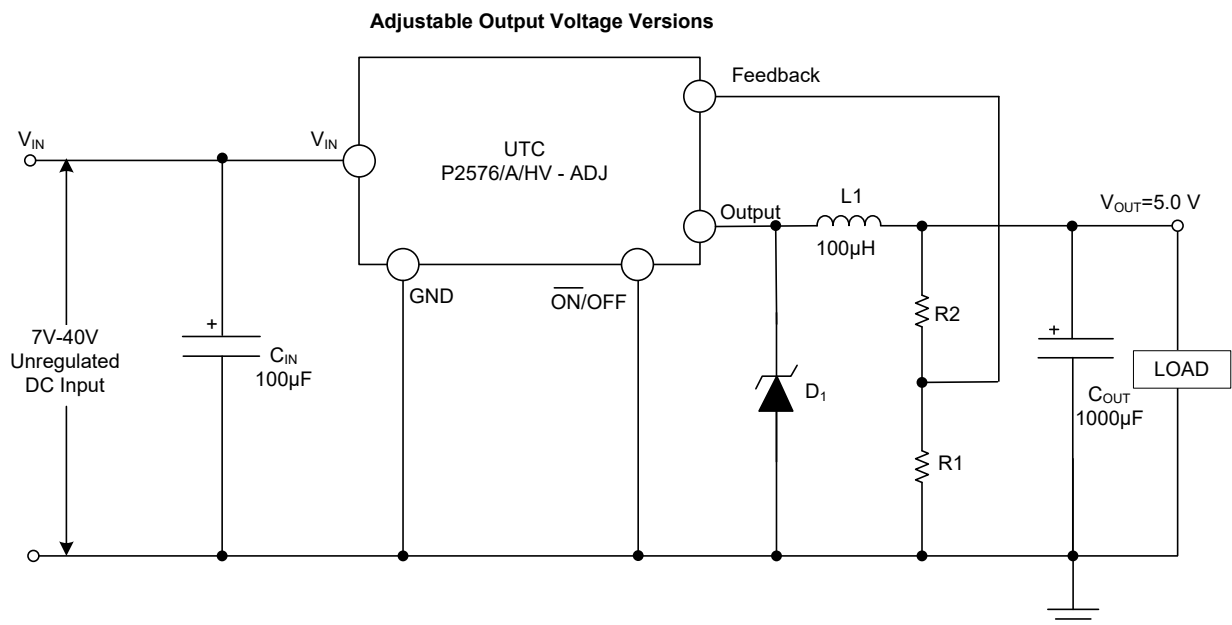 Adjustable Output Voltage Versions
Feedback
V_IN
V_IN
UTC
P2576/A/HV - ADJ
Output
L1
100µH
V_OUT=5.0 V
GND
ON/OFF
7V-40V
Unregulated
DC Input
+
C_IN
100µF
D_1
R2
R1
+
C_OUT
1000µF
LOAD